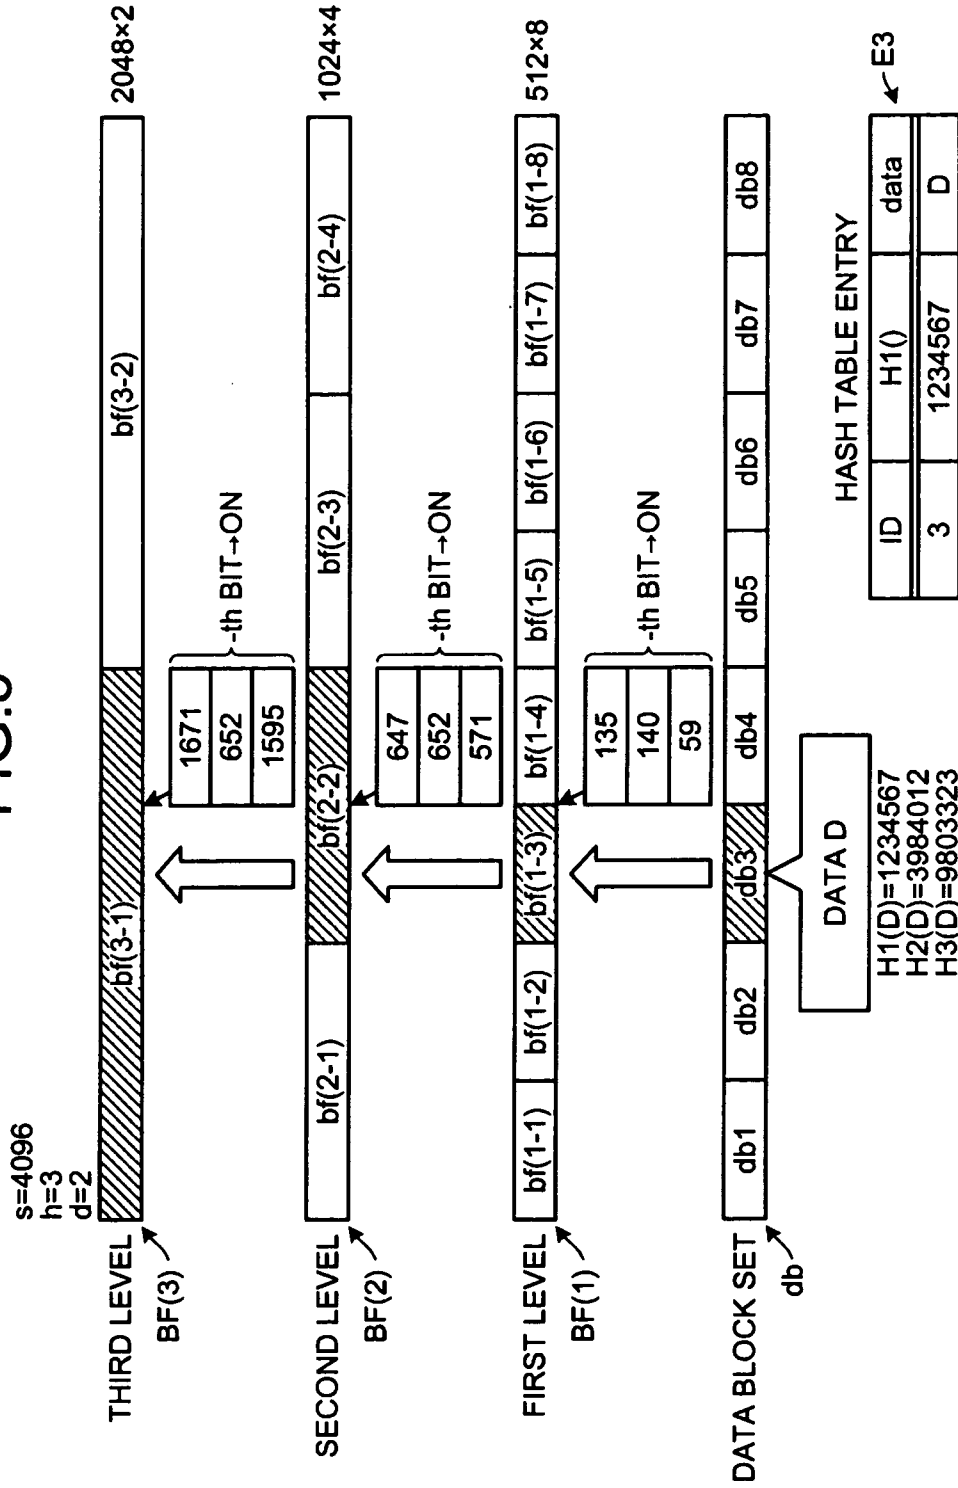 s=4096
h=3
d=2
THIRD LEVEL
BF(3)
bf(3-1)
bf(3-2)
2048×2
1671
652
1595
-th BIT→ON
SECOND LEVEL
BF(2)
bf(2-1)
bf(2-2)
bf(2-3)
bf(2-4)
1024×4
647
652
571
-th BIT→ON
FIRST LEVEL
BF(1)
bf(1-1)
bf(1-2)
bf(1-3)
bf(1-4)
bf(1-5)
bf(1-6)
bf(1-7)
bf(1-8)
512×8
135
140
59
-th BIT→ON
DATA BLOCK SET
db
db1
db2
db3
db4
db5
db6
db7
db8
DATA D
H1(D)=1234567
H2(D)=3984012
H3(D)=9803323
HASH TABLE ENTRY
E3
ID H1() data
3 1234567 D